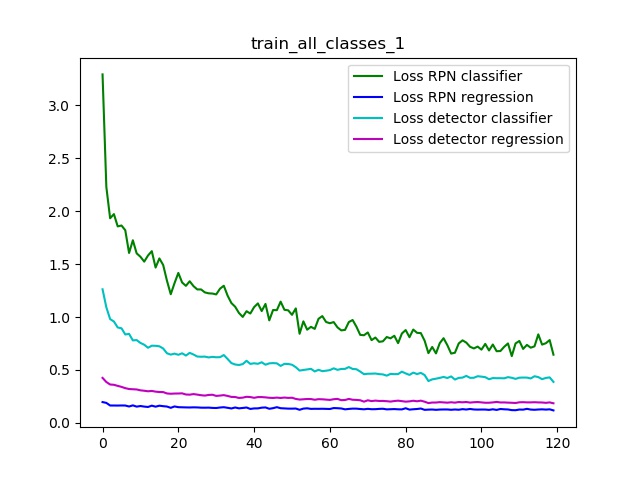 train_all_classes_1
Loss RPN classifier
Loss RPN regression
Loss detector classifier
Loss detector regression
3.0
2.5
2.0
1.5
1.0
0.5
0.0
0 20 40 60 80 100 120